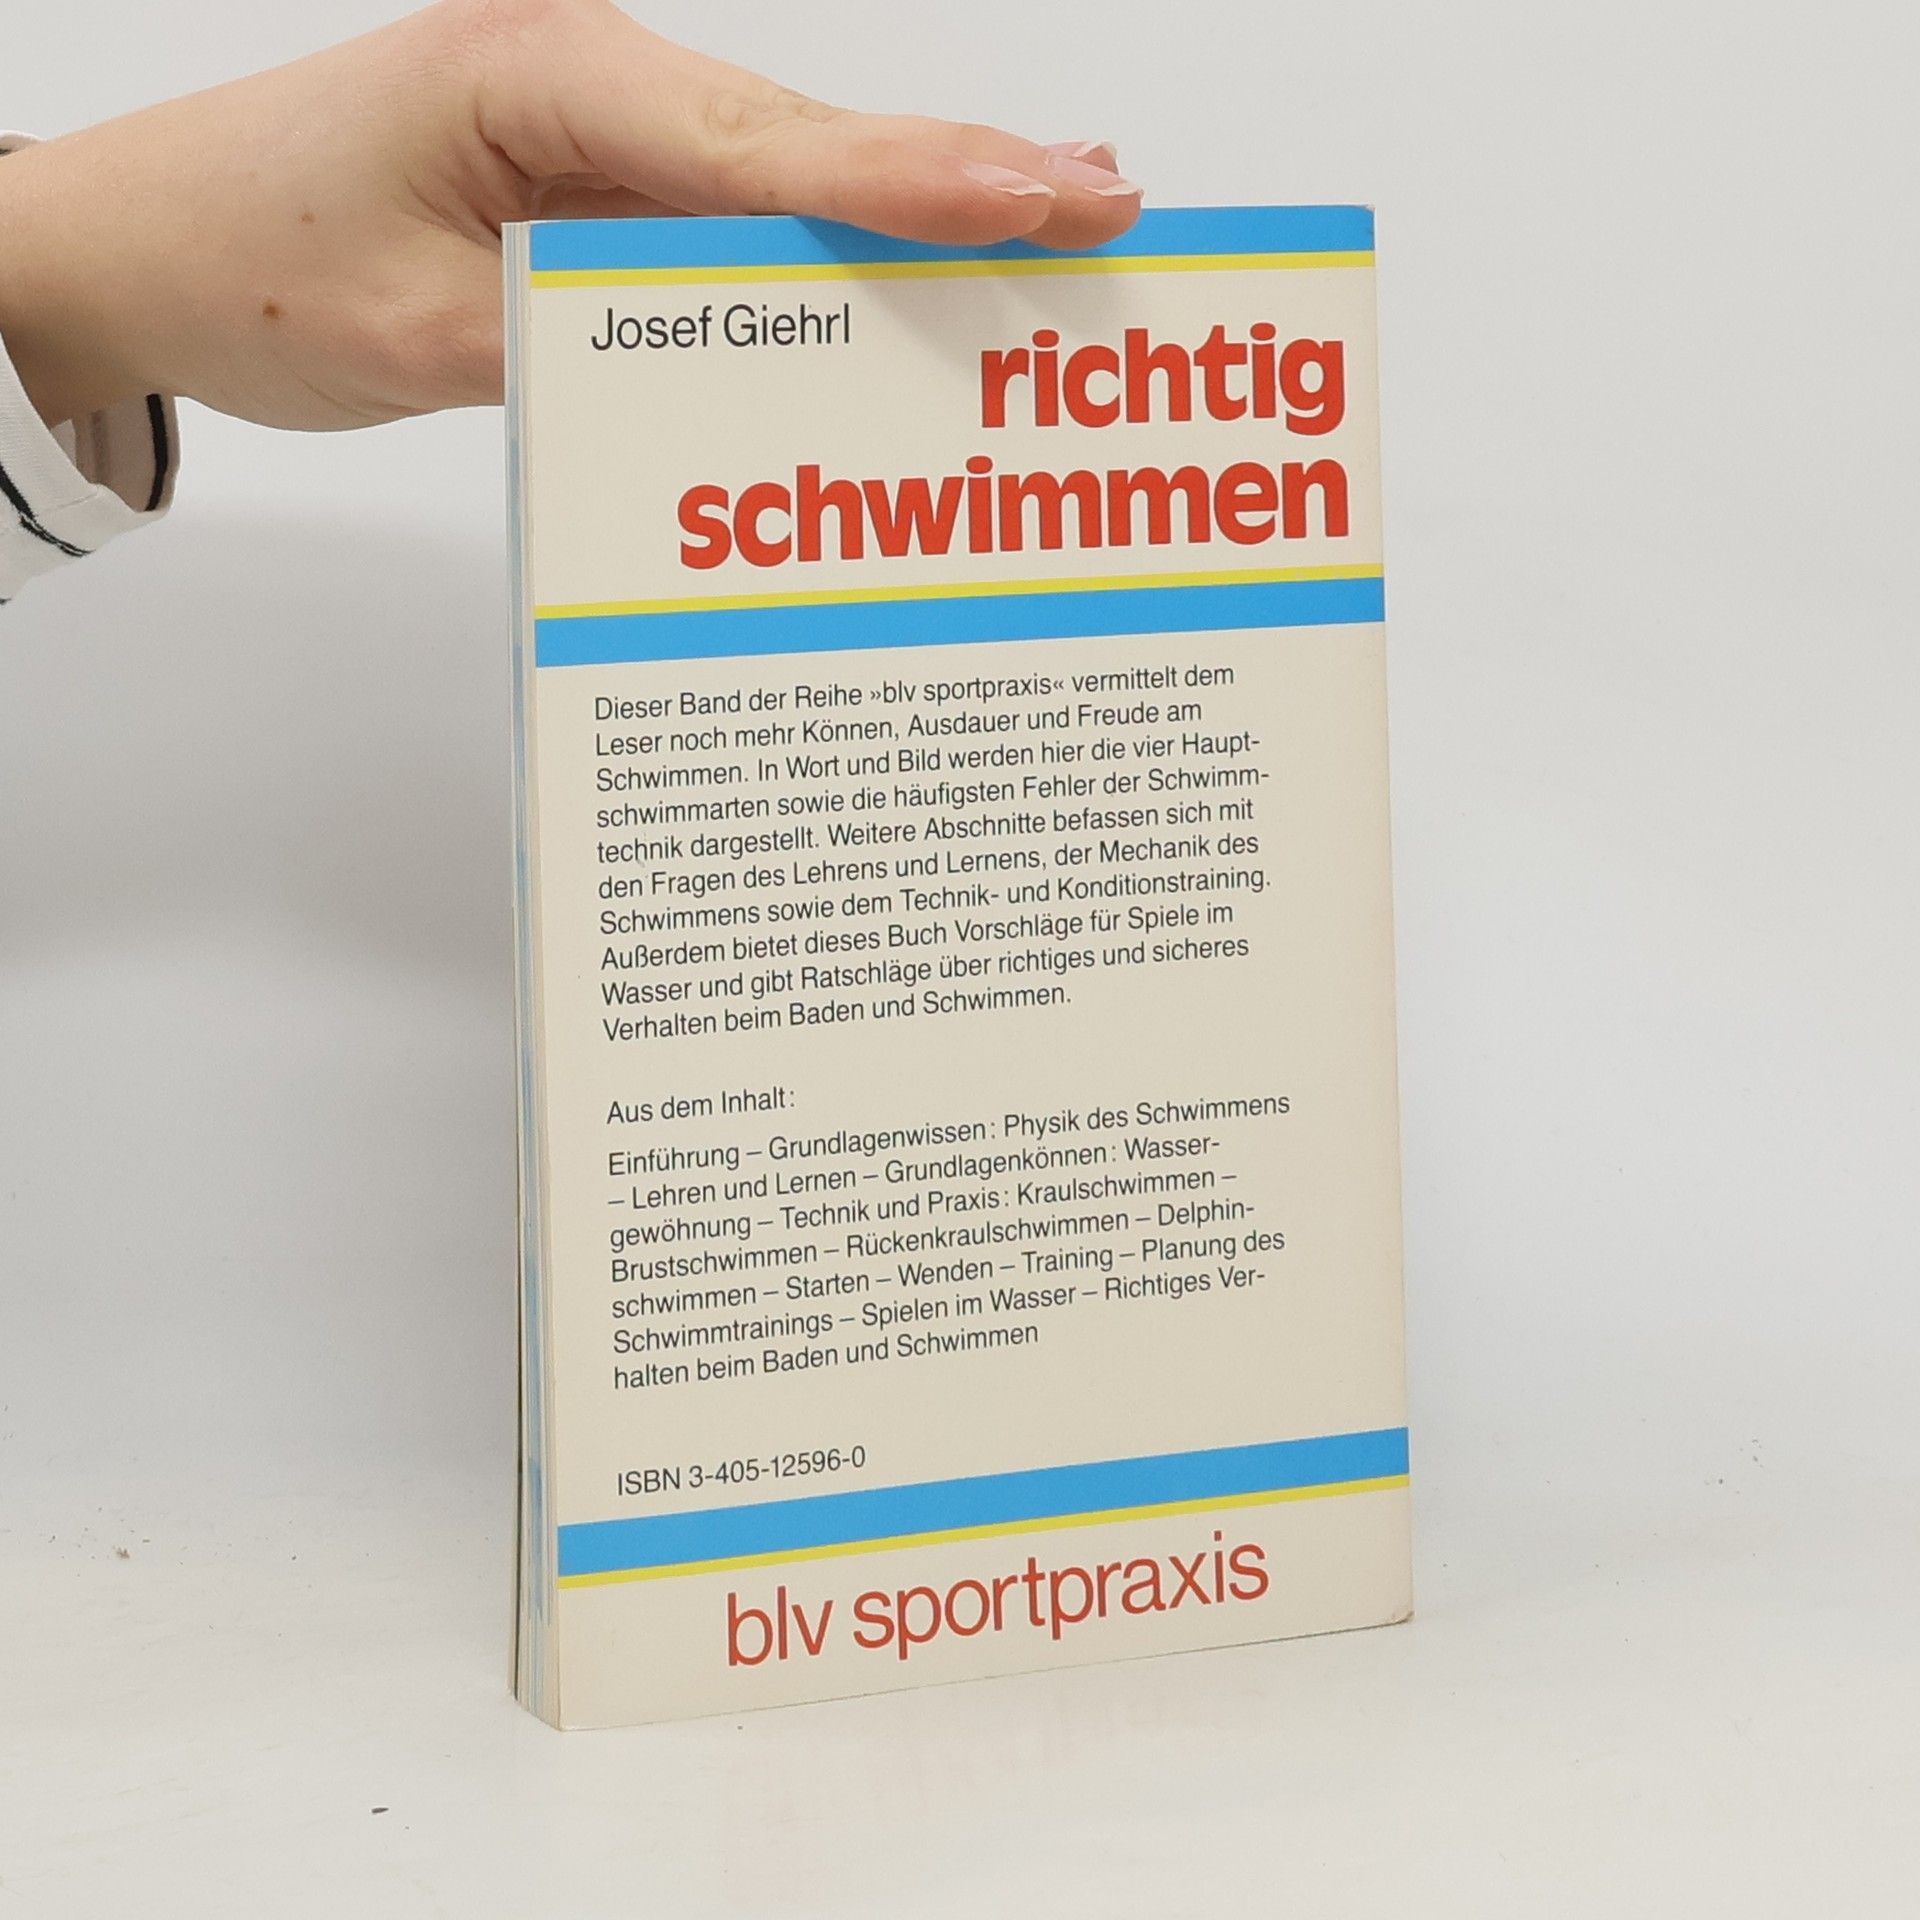 Josef Giehrl
richtig
schwimmen
Dieser Band der Reihe »blv sportpraxis« vermittelt dem
Leser noch mehr Können, Ausdauer und Freude am
Schwimmen. In Wort und Bild werden hier die vier Haupt-
schwimmarten sowie die häufigsten Fehler der Schwimm-
technik dargestellt. Weitere Abschnitte befassen sich mit
den Fragen des Lehrens und Lernens, der Mechanik des
Schwimmens sowie dem Technik- und Konditionstraining.
Außerdem bietet dieses Buch Vorschläge für Spiele im
Wasser und gibt Ratschläge über richtiges und sicheres
Verhalten beim Baden und Schwimmen.
Aus dem Inhalt:
Einführung – Grundlagenwissen: Physik des Schwimmens
– Lehren und Lernen – Grundlagenkönnen: Wasser-
gewöhnung – Technik und Praxis: Kraulschwimmen –
Brustschwimmen – Rückenkraulschwimmen – Delphin-
schwimmen – Starten – Wenden – Training – Planung des
Schwimmtrainings – Spielen im Wasser – Richtiges Ver-
halten beim Baden und Schwimmen
ISBN 3-405-12596-0
blv sportpraxis